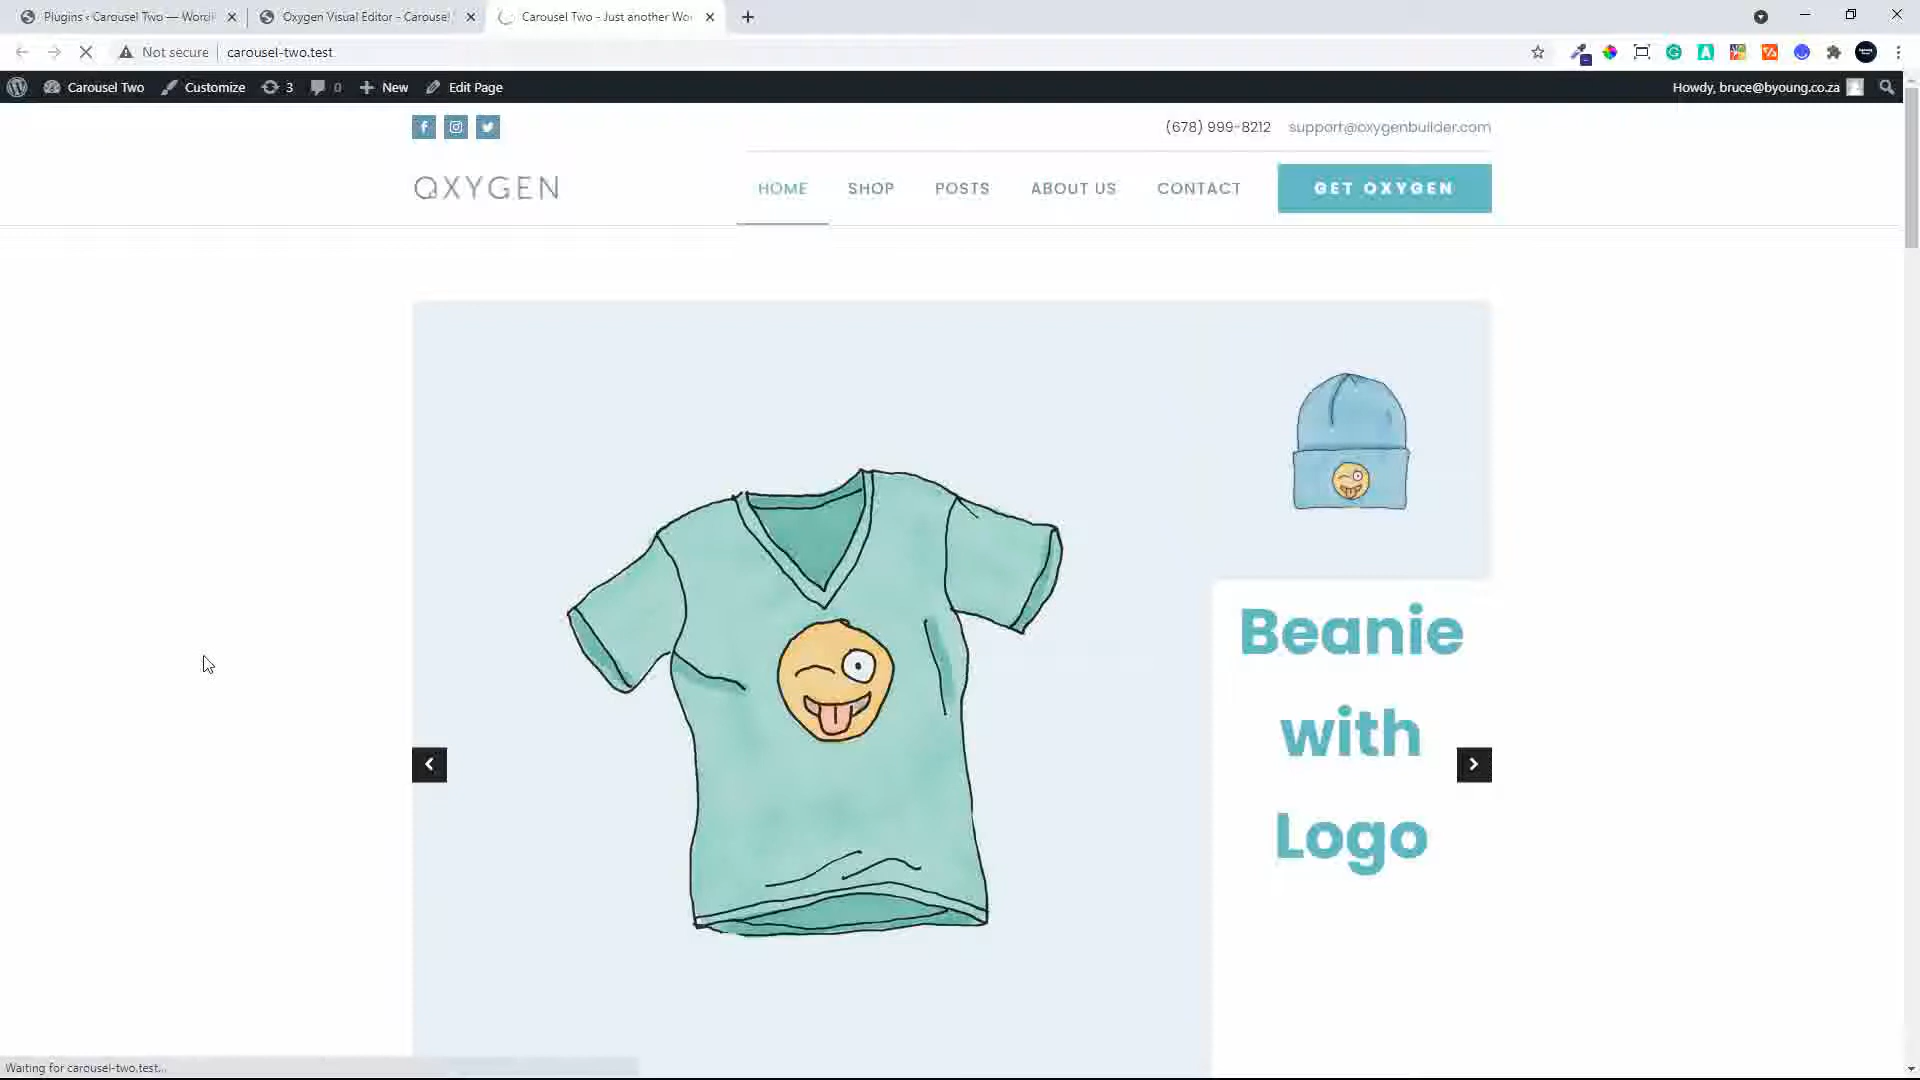 Plugins ‹ Carousel Two — Word
Oxygen Visual Editor - Carousel
Carousel Two - Just another Wo
Not secure
carousel-two.test
Carousel Two
Customize
3
0
New
Edit Page
Howdy, bruce@byoung.co.za
(678) 999-8212
support@oxygenbuilder.com
OXYGEN
HOME
SHOP
POSTS
ABOUT US
CONTACT
GET OXYGEN
Beanie
with
Logo
Waiting for carousel-two.test...